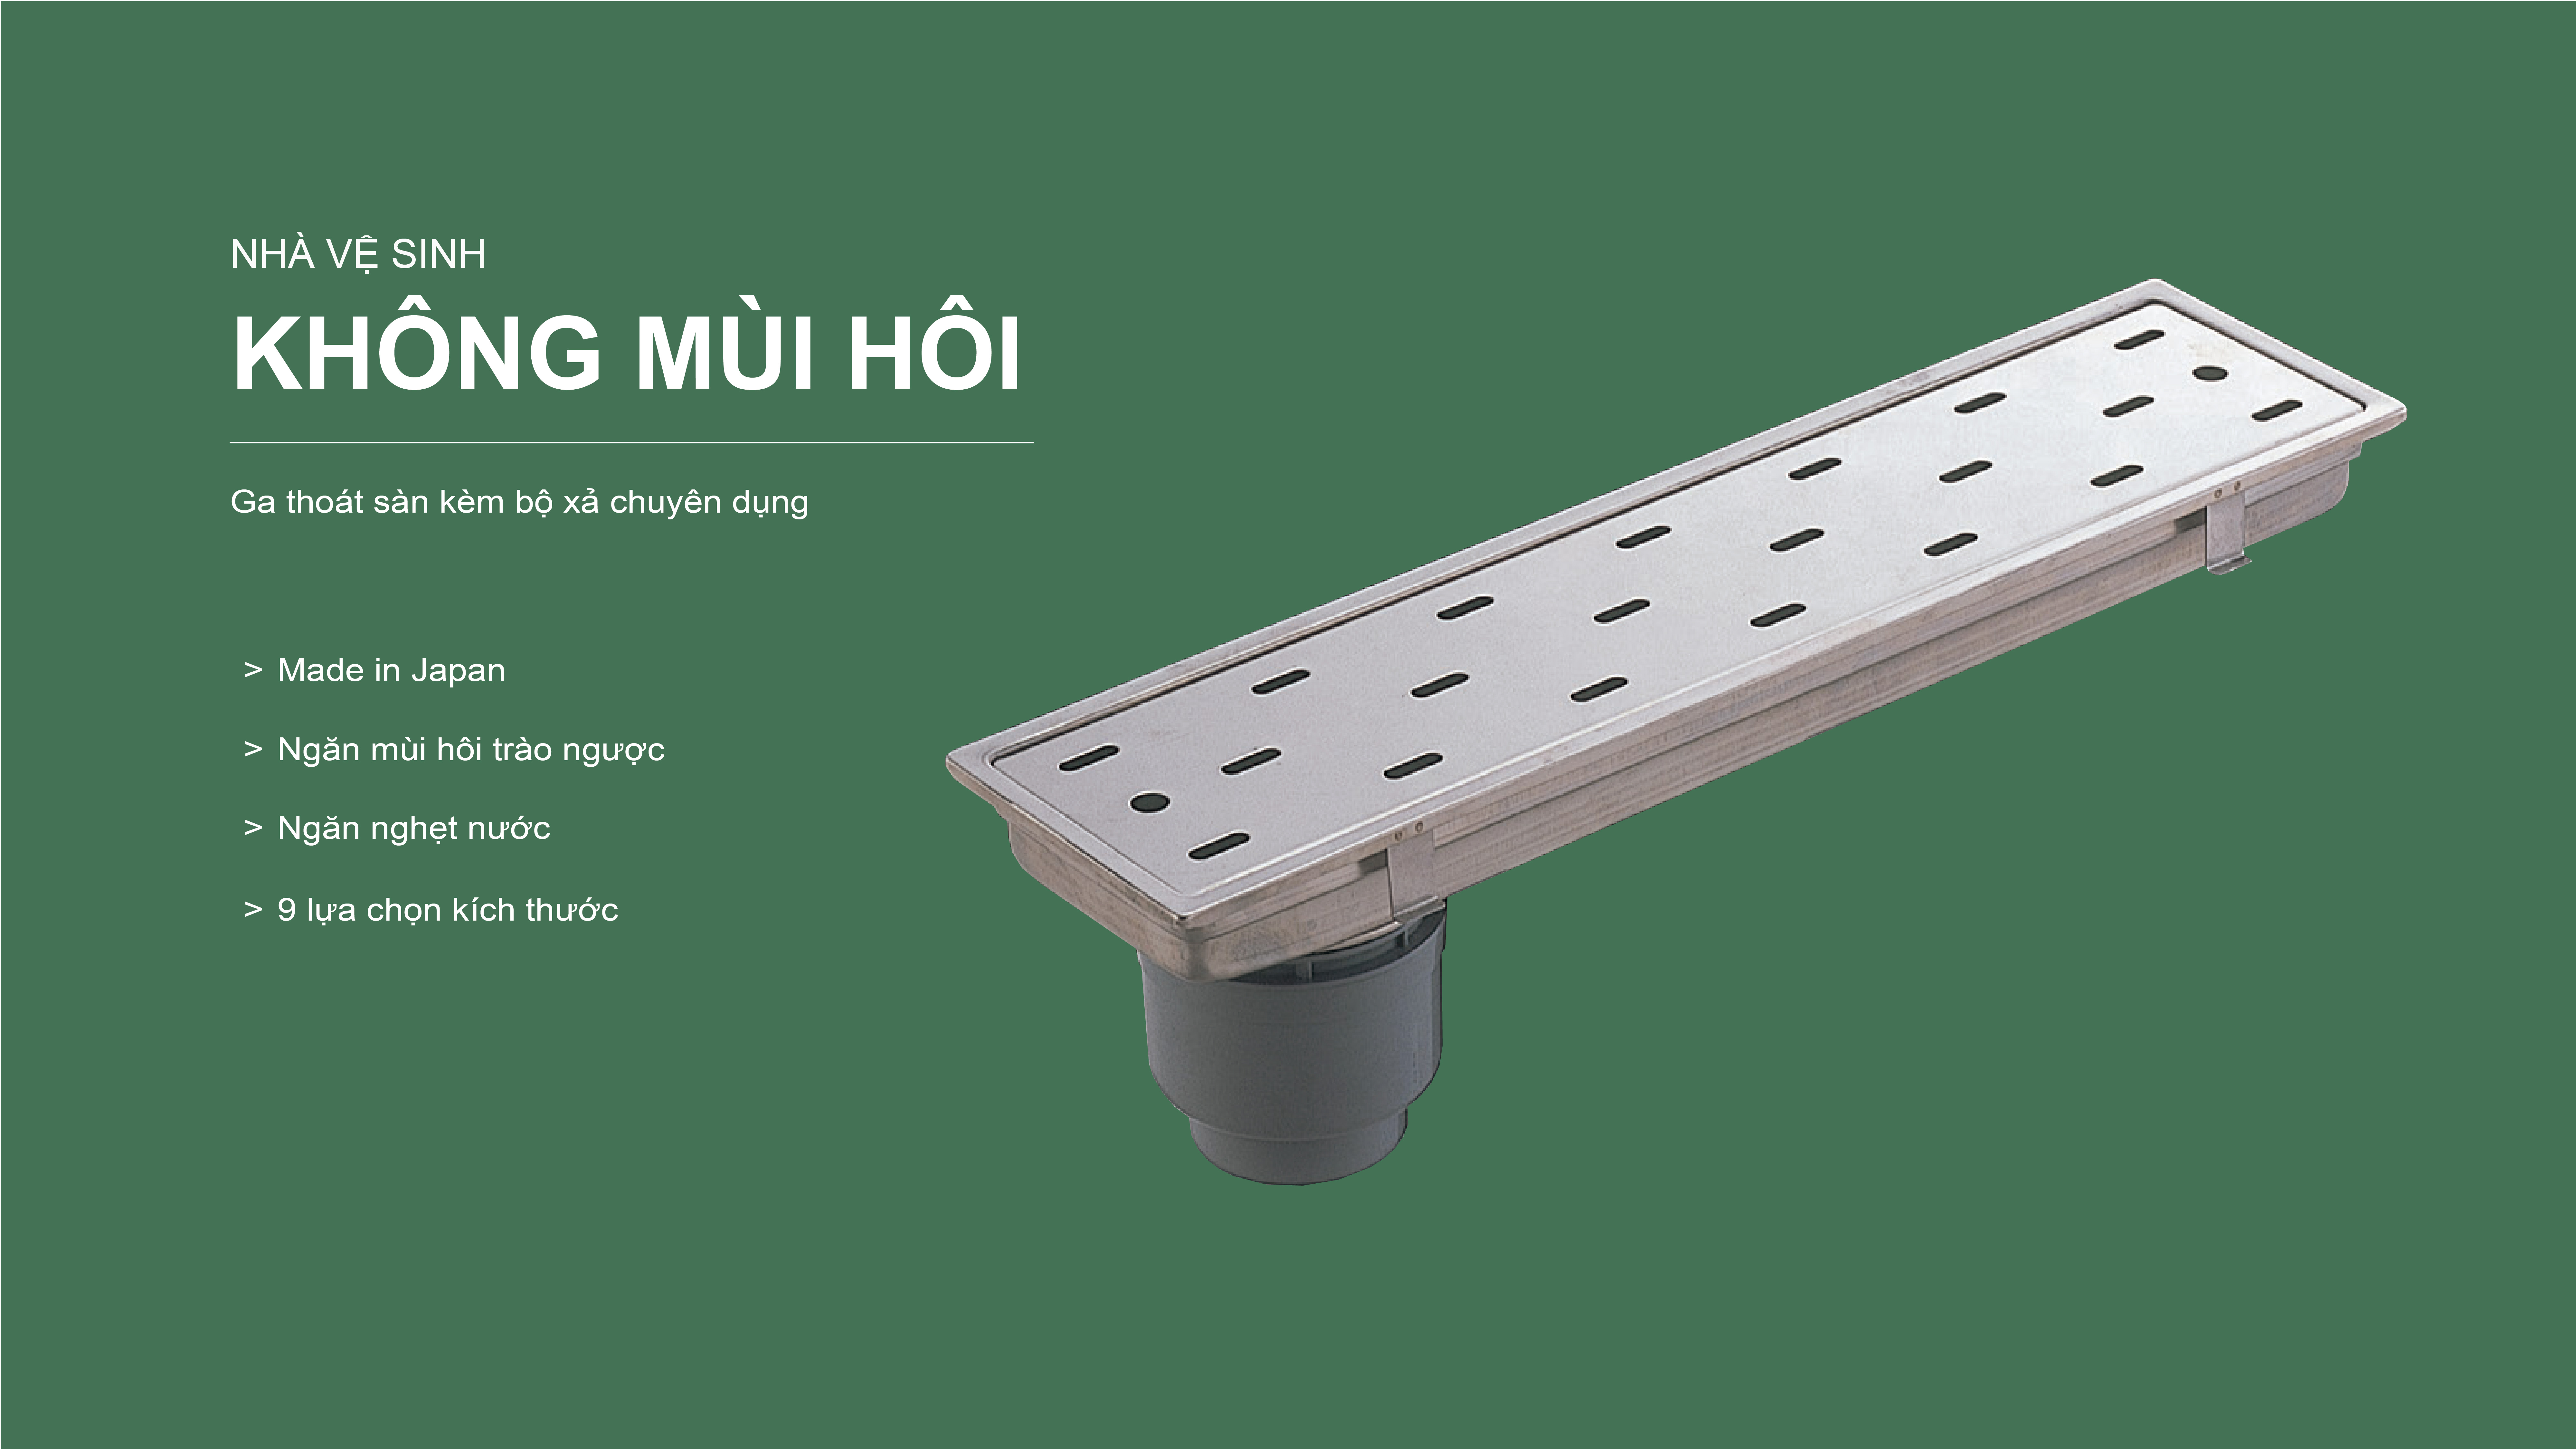 NHÀ VỆ SINH
KHÔNG MÙI HÔI
Ga thoát sàn kèm bộ xả chuyên dụng
> Made in Japan
> Ngăn mùi hôi trào ngược
> Ngăn nghẹt nước
> 9 lựa chọn kích thước